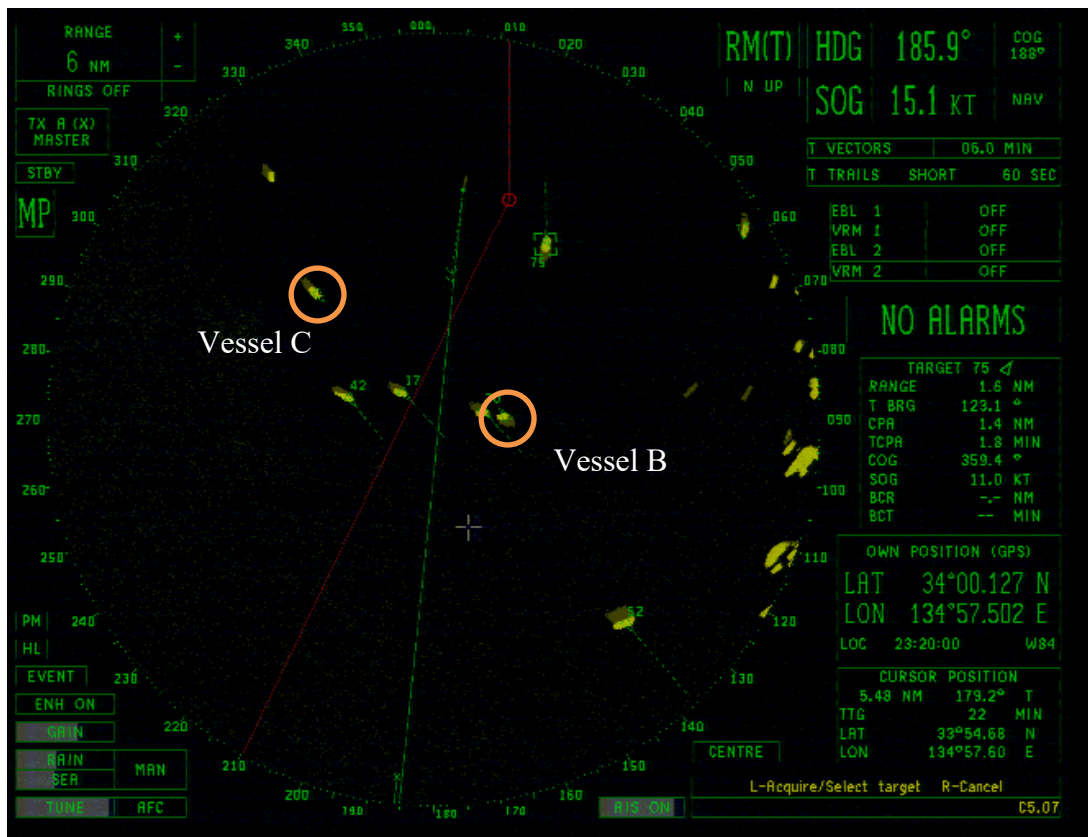 RANGE
6 NM
+
-
RINGS OFF
TX A (X)
MASTER
STBY
MP
350 000 010
340 020
330 030
320 040
310 050
300 060
290 070
280 080
270 090
260 100
250 110
240 120
230 130
220 140
210 150
200 190 180 170 160
75
Vessel C
42 17 70
Vessel B
52
PM
HL
EVENT
ENH ON
GAIN
RAIN
SEA
MAN
TUNE AFC
RM(T) HDG 185.9° COG
188°
N UP
SOG 15.1 KT NAV
T VECTORS 06.0 MIN
T TRAILS SHORT 60 SEC
EBL 1 OFF
VRM 1 OFF
EBL 2 OFF
VRM 2 OFF
NO ALARMS
TARGET 75
RANGE 1.6 NM
T BRG 123.1 °
CPA 1.4 NM
TCPA 1.8 MIN
COG 359.4 °
SOG 11.0 KT
BCR -.- NM
BCT -- MIN
OWN POSITION (GPS)
LAT 34°00.127 N
LON 134°57.502 E
LOC 23:20:00 W84
CURSOR POSITION
5.48 NM 179.2° T
TTG 22 MIN
LAT 33°54.68 N
LON 134°57.60 E
CENTRE
L-Acquire/Select target R-Cancel
AIS ON
C5.07